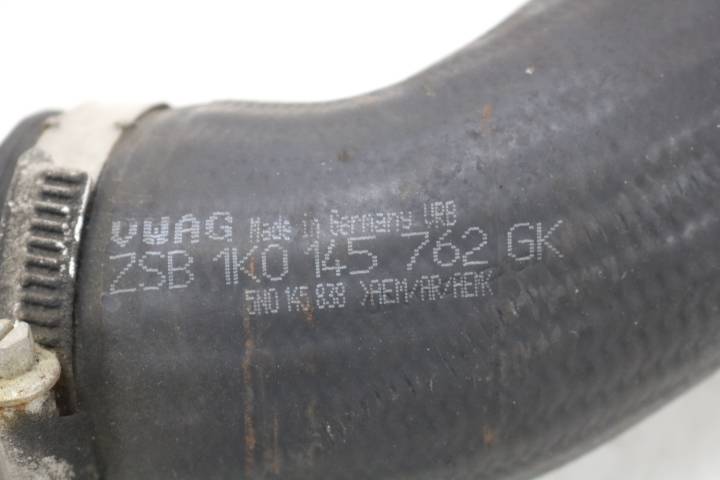 VWAG Made in Germany VRB
ZSB 1K0 145 762 GK
5N0 145 838 >AEM/AR/AEM<